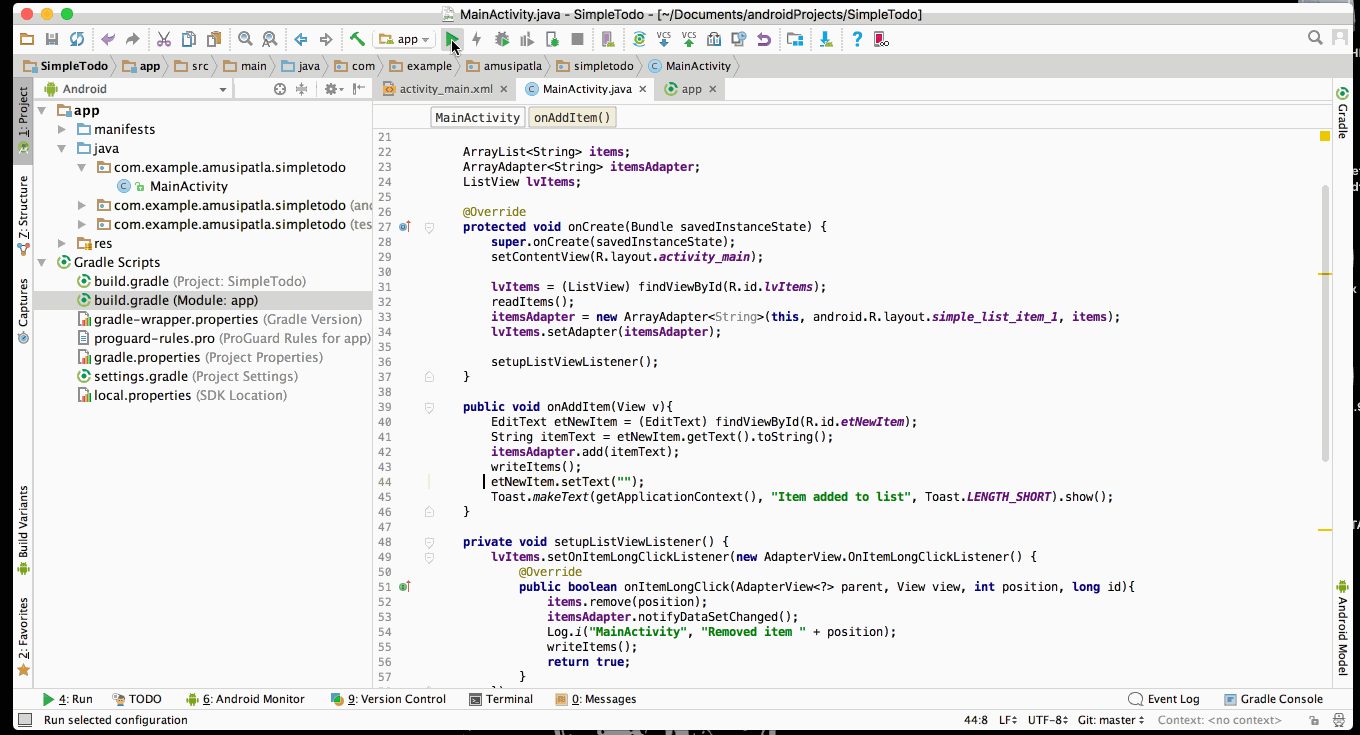 MainActivity.java - SimpleTodo - [~/Documents/androidProjects/SimpleTodo]
app
VCS VCS
SimpleTodo app src main java com example amusipatla simpletodo MainActivity
Android
activity_main.xml MainActivity.java app
MainActivity onAddItem()
1: Project
7: Structure
Captures
Build Variants
2: Favorites
app
manifests
java
com.example.amusipatla.simpletodo
MainActivity
com.example.amusipatla.simpletodo
com.example.amusipatla.simpletodo (tes
res
Gradle Scripts
build.gradle (Project: SimpleTodo)
build.gradle (Module: app)
gradle-wrapper.properties (Gradle Version)
proguard-rules.pro (ProGuard Rules for app)
gradle.properties (Project Properties)
settings.gradle (Project Settings)
local.properties (SDK Location)
21
22 ArrayList<String> items;
23 ArrayAdapter<String> itemsAdapter;
24 ListView lvItems;
25
26 @Override
27 protected void onCreate(Bundle savedInstanceState) {
28 super.onCreate(savedInstanceState);
29 setContentView(R.layout.activity_main);
30
31 lvItems = (ListView) findViewById(R.id.lvItems);
32 readItems();
33 itemsAdapter = new ArrayAdapter<String>(this, android.R.layout.simple_list_item_1, items);
34 lvItems.setAdapter(itemsAdapter);
35
36 setupListViewListener();
37 }
38
39 public void onAddItem(View v){
40 EditText etNewItem = (EditText) findViewById(R.id.etNewItem);
41 String itemText = etNewItem.getText().toString();
42 itemsAdapter.add(itemText);
43 writeItems();
44 etNewItem.setText("");
45 Toast.makeText(getApplicationContext(), "Item added to list", Toast.LENGTH_SHORT).show();
46 }
47
48 private void setupListViewListener() {
49 lvItems.setOnItemLongClickListener(new AdapterView.OnItemLongClickListener() {
50 @Override
51 public boolean onItemLongClick(AdapterView<?> parent, View view, int position, long id){
52 items.remove(position);
53 itemsAdapter.notifyDataSetChanged();
54 Log.i("MainActivity", "Removed item " + position);
55 writeItems();
56 return true;
57 }
Gradle
Android Model
4: Run TODO 6: Android Monitor 9: Version Control Terminal 0: Messages Event Log Gradle Console
Run selected configuration 44:8 LF UTF-8 Git: master Context: <no context>